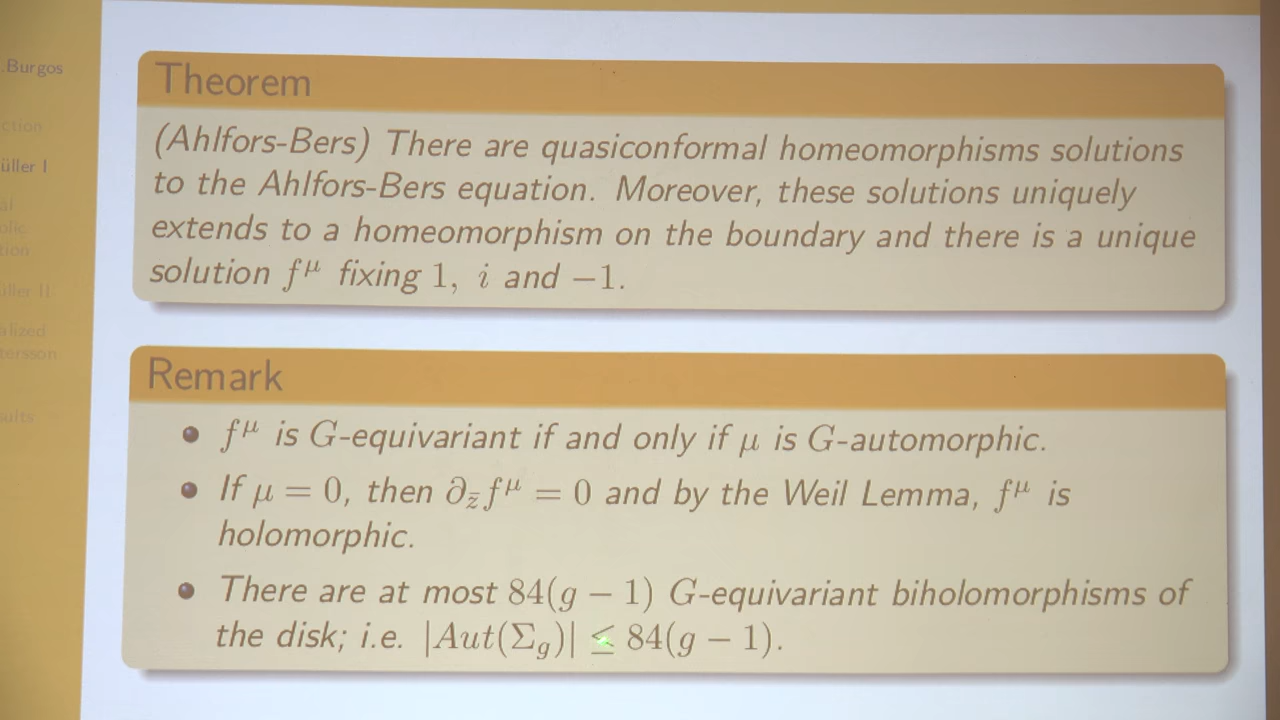 .Burgos
üller I
Theorem
(Ahlfors-Bers) There are quasiconformal homeomorphisms solutions
to the Ahlfors-Bers equation. Moreover, these solutions uniquely
extends to a homeomorphism on the boundary and there is a unique
solution f^μ fixing 1, i and −1.
Remark
f^μ is G-equivariant if and only if μ is G-automorphic.
If μ = 0, then ∂_z̄ f^μ = 0 and by the Weil Lemma, f^μ is
holomorphic.
There are at most 84(g − 1) G-equivariant biholomorphisms of
the disk; i.e. |Aut(Σ_g)| ≤ 84(g − 1).